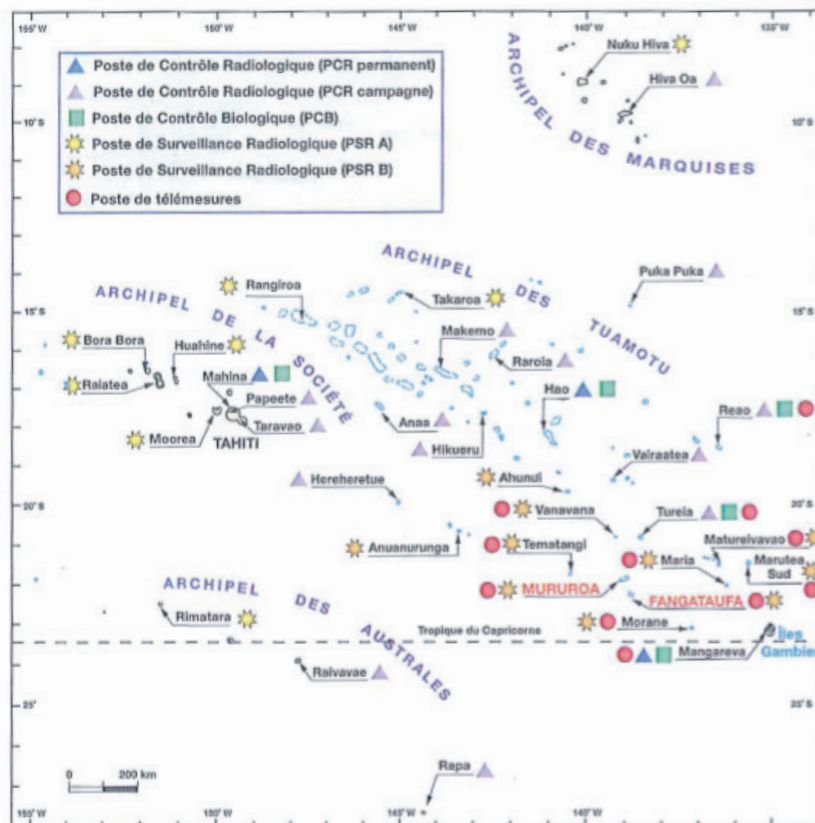 155°W
150°W
145°W
140°W
135°W
Poste de Contrôle Radiologique (PCR permanent)
Poste de Contrôle Radiologique (PCR campagne)
Poste de Contrôle Biologique (PCB)
Poste de Surveillance Radiologique (PSR A)
Poste de Surveillance Radiologique (PSR B)
Poste de télémesures
Nuku Hiva
Hiva Oa
ARCHIPEL DES MARQUISES
10°S
10°S
ARCHIPEL DES TUAMOTU
ARCHIPEL DE LA SOCIÉTÉ
Puka Puka
Rangiroa
Takaroa
15°S
15°S
Makemo
Raroia
Bora Bora
Huahine
Raiatea
Mahina
Papeete
Taravao
Moorea
TAHITI
Anaa
Hikueru
Hao
Reao
Vairaatea
Hereheretue
Ahunui
20°S
20°S
Vanavana
Tureia
Anuanurunga
Tematangi
Matureivavao
Maria
Marutea
Sud
MURUROA
FANGATAUFA
ARCHIPEL DES AUSTRALES
Rimatara
Tropique du Capricorne
Morane
Îles
Gambier
Mangareva
Raivavae
25°
25°S
0
200 km
Rapa
155°W
150°W
145°W
140°W
135°W